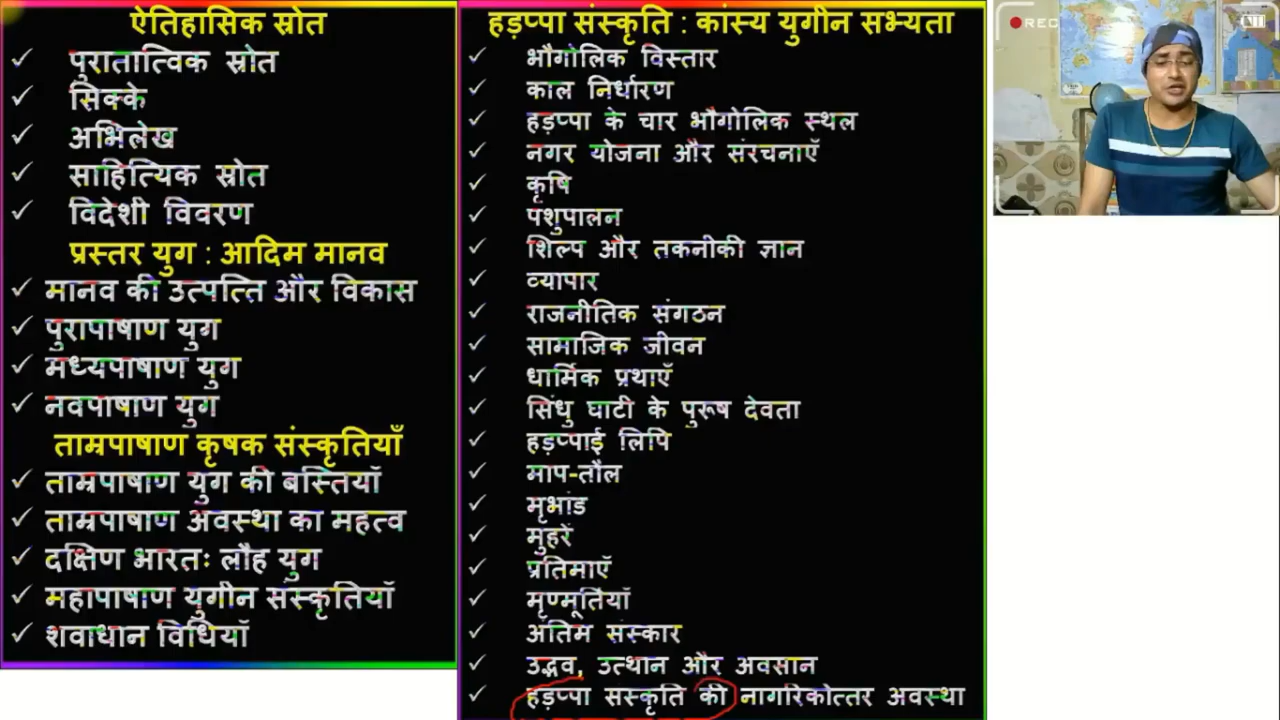 ऐतिहासिक स्रोत
✓ पुरातात्विक स्रोत
✓ सिक्के
✓ अभिलेख
✓ साहित्यिक स्रोत
✓ विदेशी विवरण
प्रस्तर युग : आदिम मानव
✓ मानव की उत्पत्ति और विकास
✓ पुरापाषाण युग
✓ मध्यपाषाण युग
✓ नवपाषाण युग
ताम्रपाषाण कृषक संस्कृतियाँ
✓ ताम्रपाषाण युग की बस्तियाँ
✓ ताम्रपाषाण अवस्था का महत्व
✓ दक्षिण भारतः लौह युग
✓ महापाषाण युगीन संस्कृतियाँ
✓ शवाधान विधियाँ
हड़प्पा संस्कृति : कांस्य युगीन सभ्यता
✓ भौगोलिक विस्तार
✓ काल निर्धारण
✓ हड़प्पा के चार भौगोलिक स्थल
✓ नगर योजना और संरचनाएँ
✓ कृषि
✓ पशुपालन
✓ शिल्प और तकनीकी ज्ञान
✓ व्यापार
✓ राजनीतिक संगठन
✓ सामाजिक जीवन
✓ धार्मिक प्रथाएँ
✓ सिंधु घाटी के पुरूष देवता
✓ हड़प्पाई लिपि
✓ माप-तौल
✓ मृभांड
✓ मुहरें
✓ प्रतिमाएँ
✓ मृण्मूर्तियाँ
✓ अंतिम संस्कार
✓ उद्भव, उत्थान और अवसान
✓ हड़प्पा संस्कृति की नागरिकोत्तर अवस्था
REC